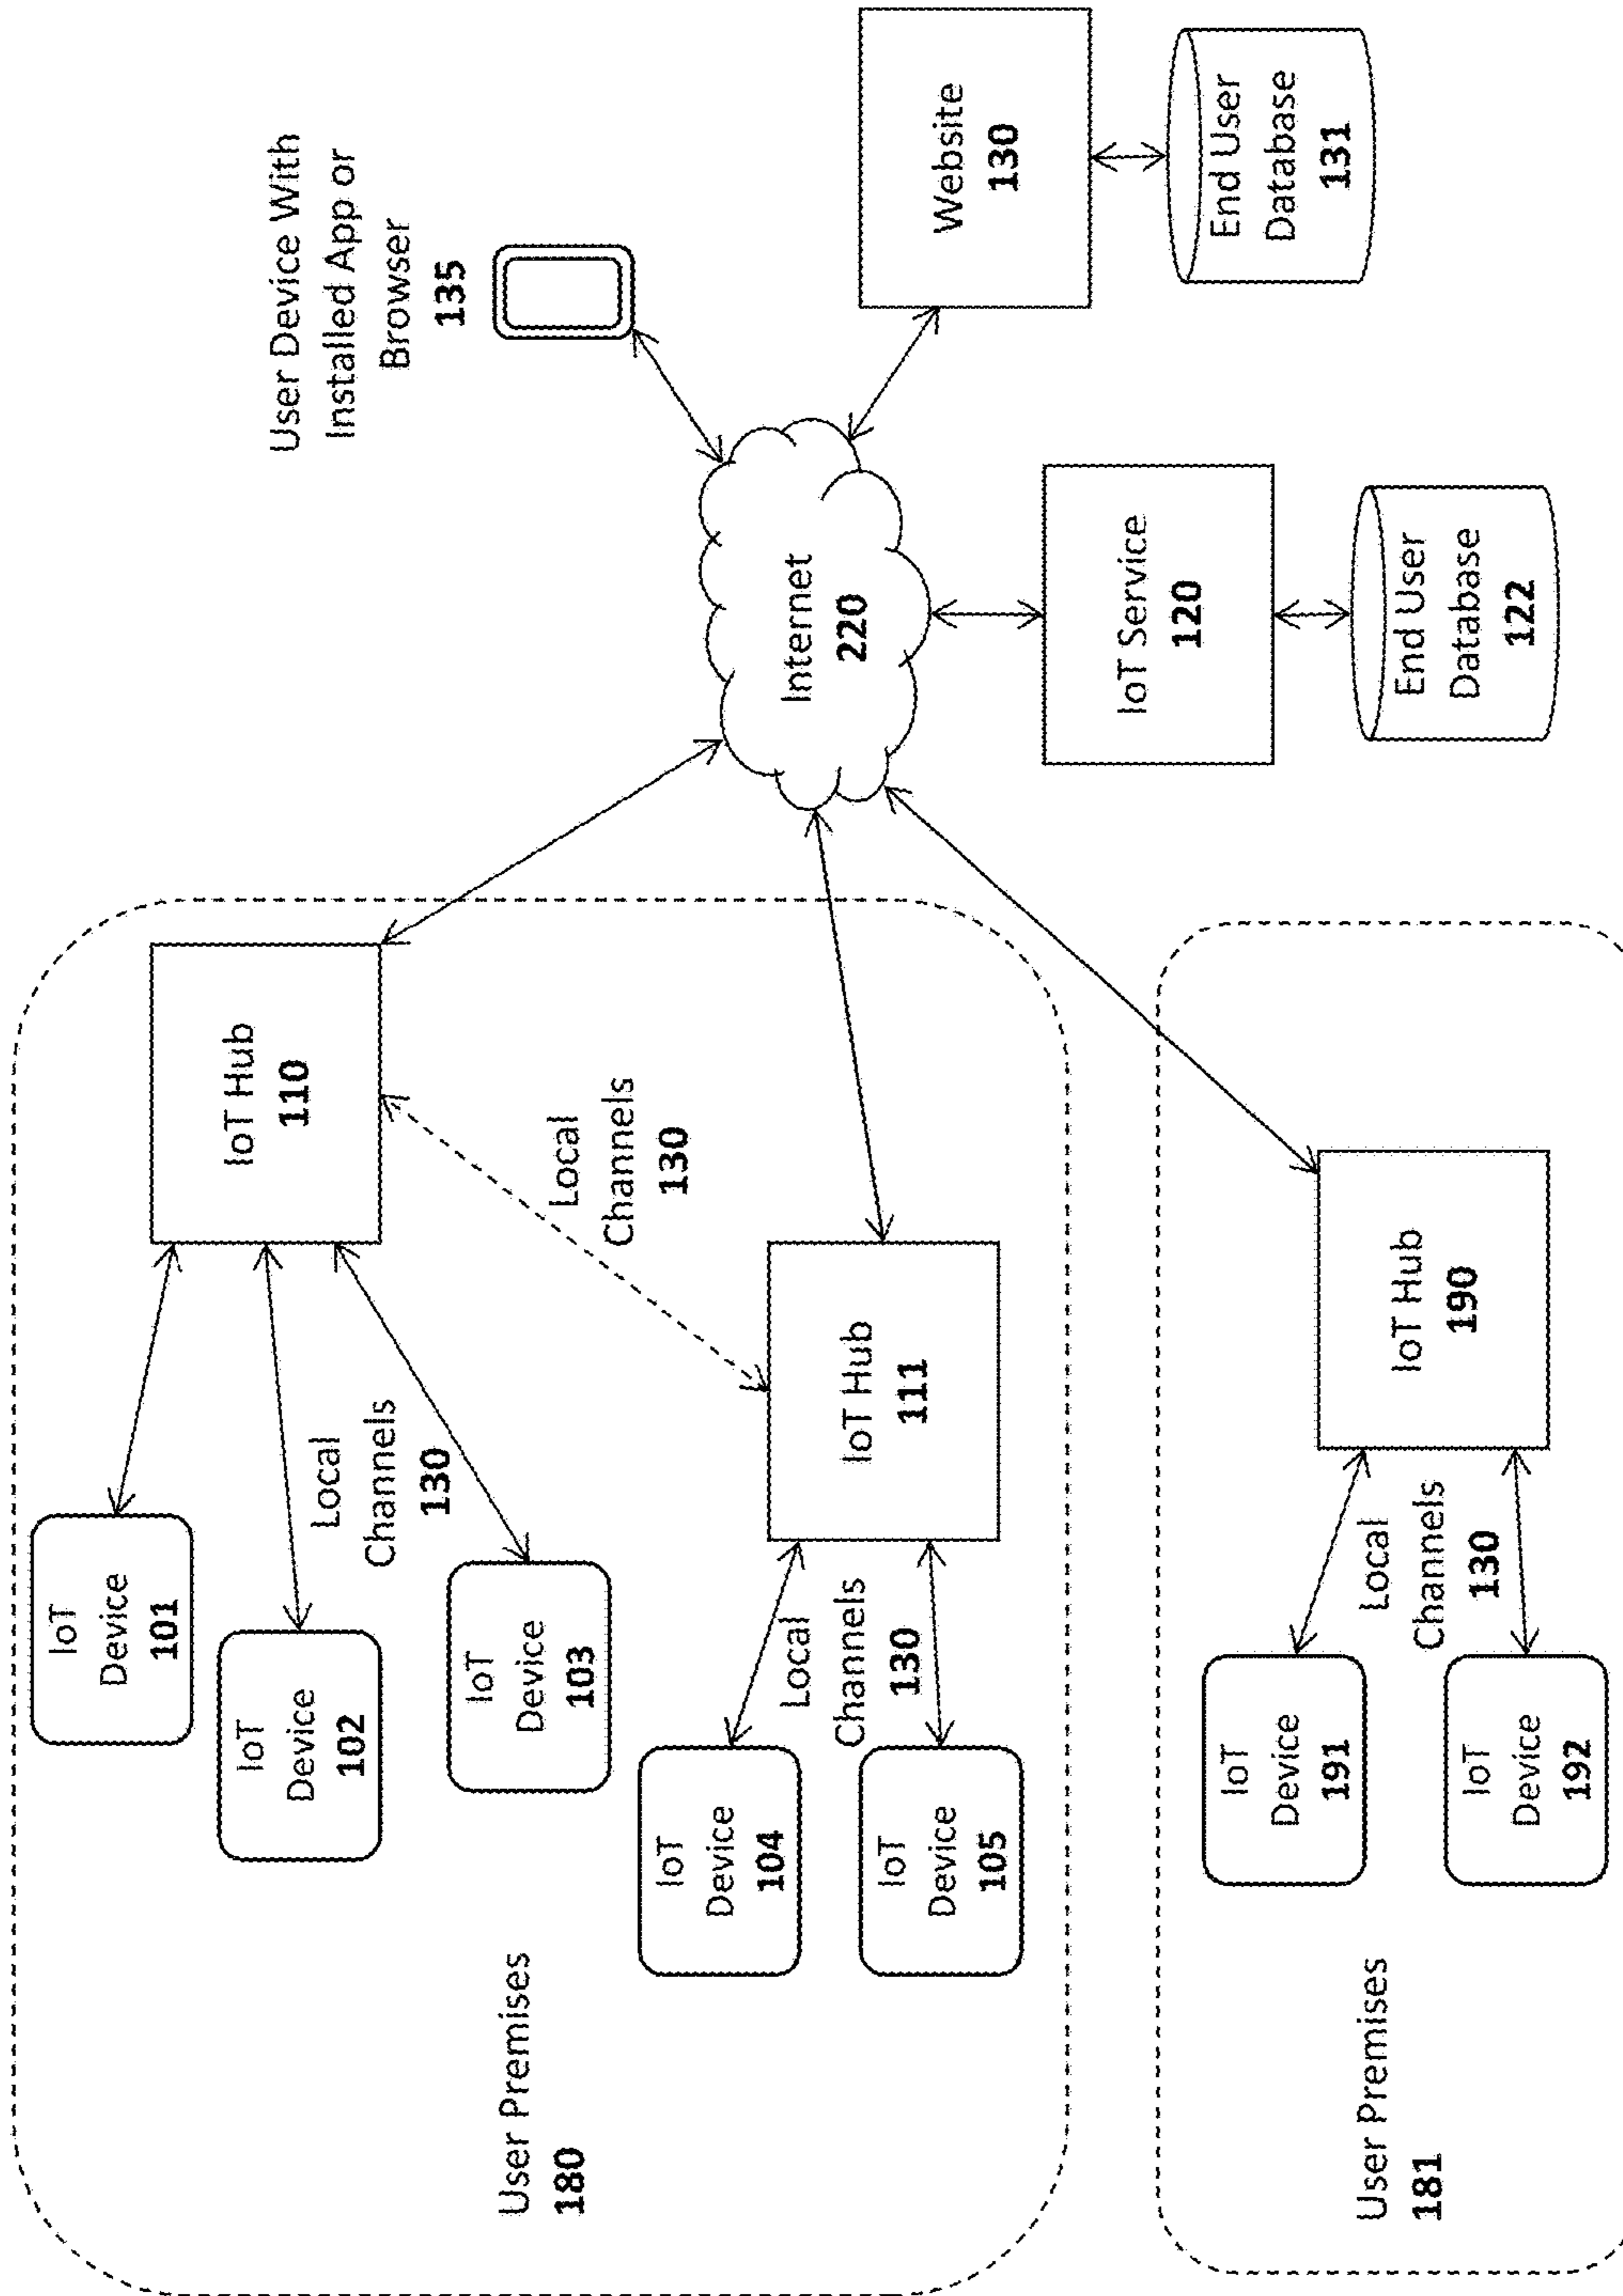 User Premises
180
IoT
Device
101
IoT
Device
102
IoT
Device
103
Local
Channels
130
IoT Hub
110
IoT
Device
104
IoT
Device
105
Local
Channels
130
IoT Hub
111
Local
Channels
130
User Premises
181
IoT
Device
191
IoT
Device
192
Local
Channels
130
IoT Hub
190
Internet
220
User Device With
Installed App or
Browser
135
IoT Service
120
End User
Database
122
Website
130
End User
Database
131